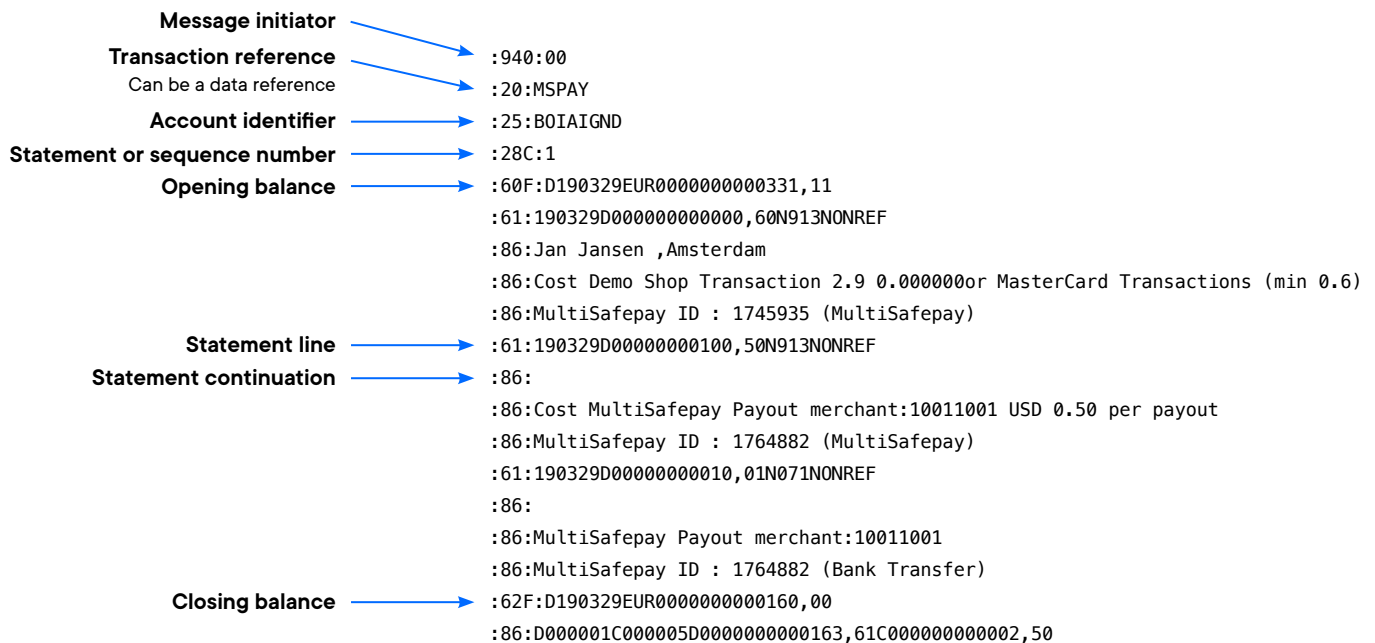 Message initiator
:940:00
Transaction reference
Can be a data reference
:20:MSPAY
Account identifier
:25:BOIAIGND
Statement or sequence number
:28C:1
Opening balance
:60F:D190329EUR0000000000331,11
:61:190329D000000000000,60N913NONREF
:86:Jan Jansen ,Amsterdam
:86:Cost Demo Shop Transaction 2.9 0.000000or MasterCard Transactions (min 0.6)
:86:MultiSafepay ID : 1745935 (MultiSafepay)
Statement line
:61:190329D00000000100,50N913NONREF
Statement continuation
:86:
:86:Cost MultiSafepay Payout merchant:10011001 USD 0.50 per payout
:86:MultiSafepay ID : 1764882 (MultiSafepay)
:61:190329D00000000010,01N071NONREF
:86:
:86:MultiSafepay Payout merchant:10011001
:86:MultiSafepay ID : 1764882 (Bank Transfer)
Closing balance
:62F:D190329EUR0000000000160,00
:86:D000001C000005D0000000000163,61C000000000002,50